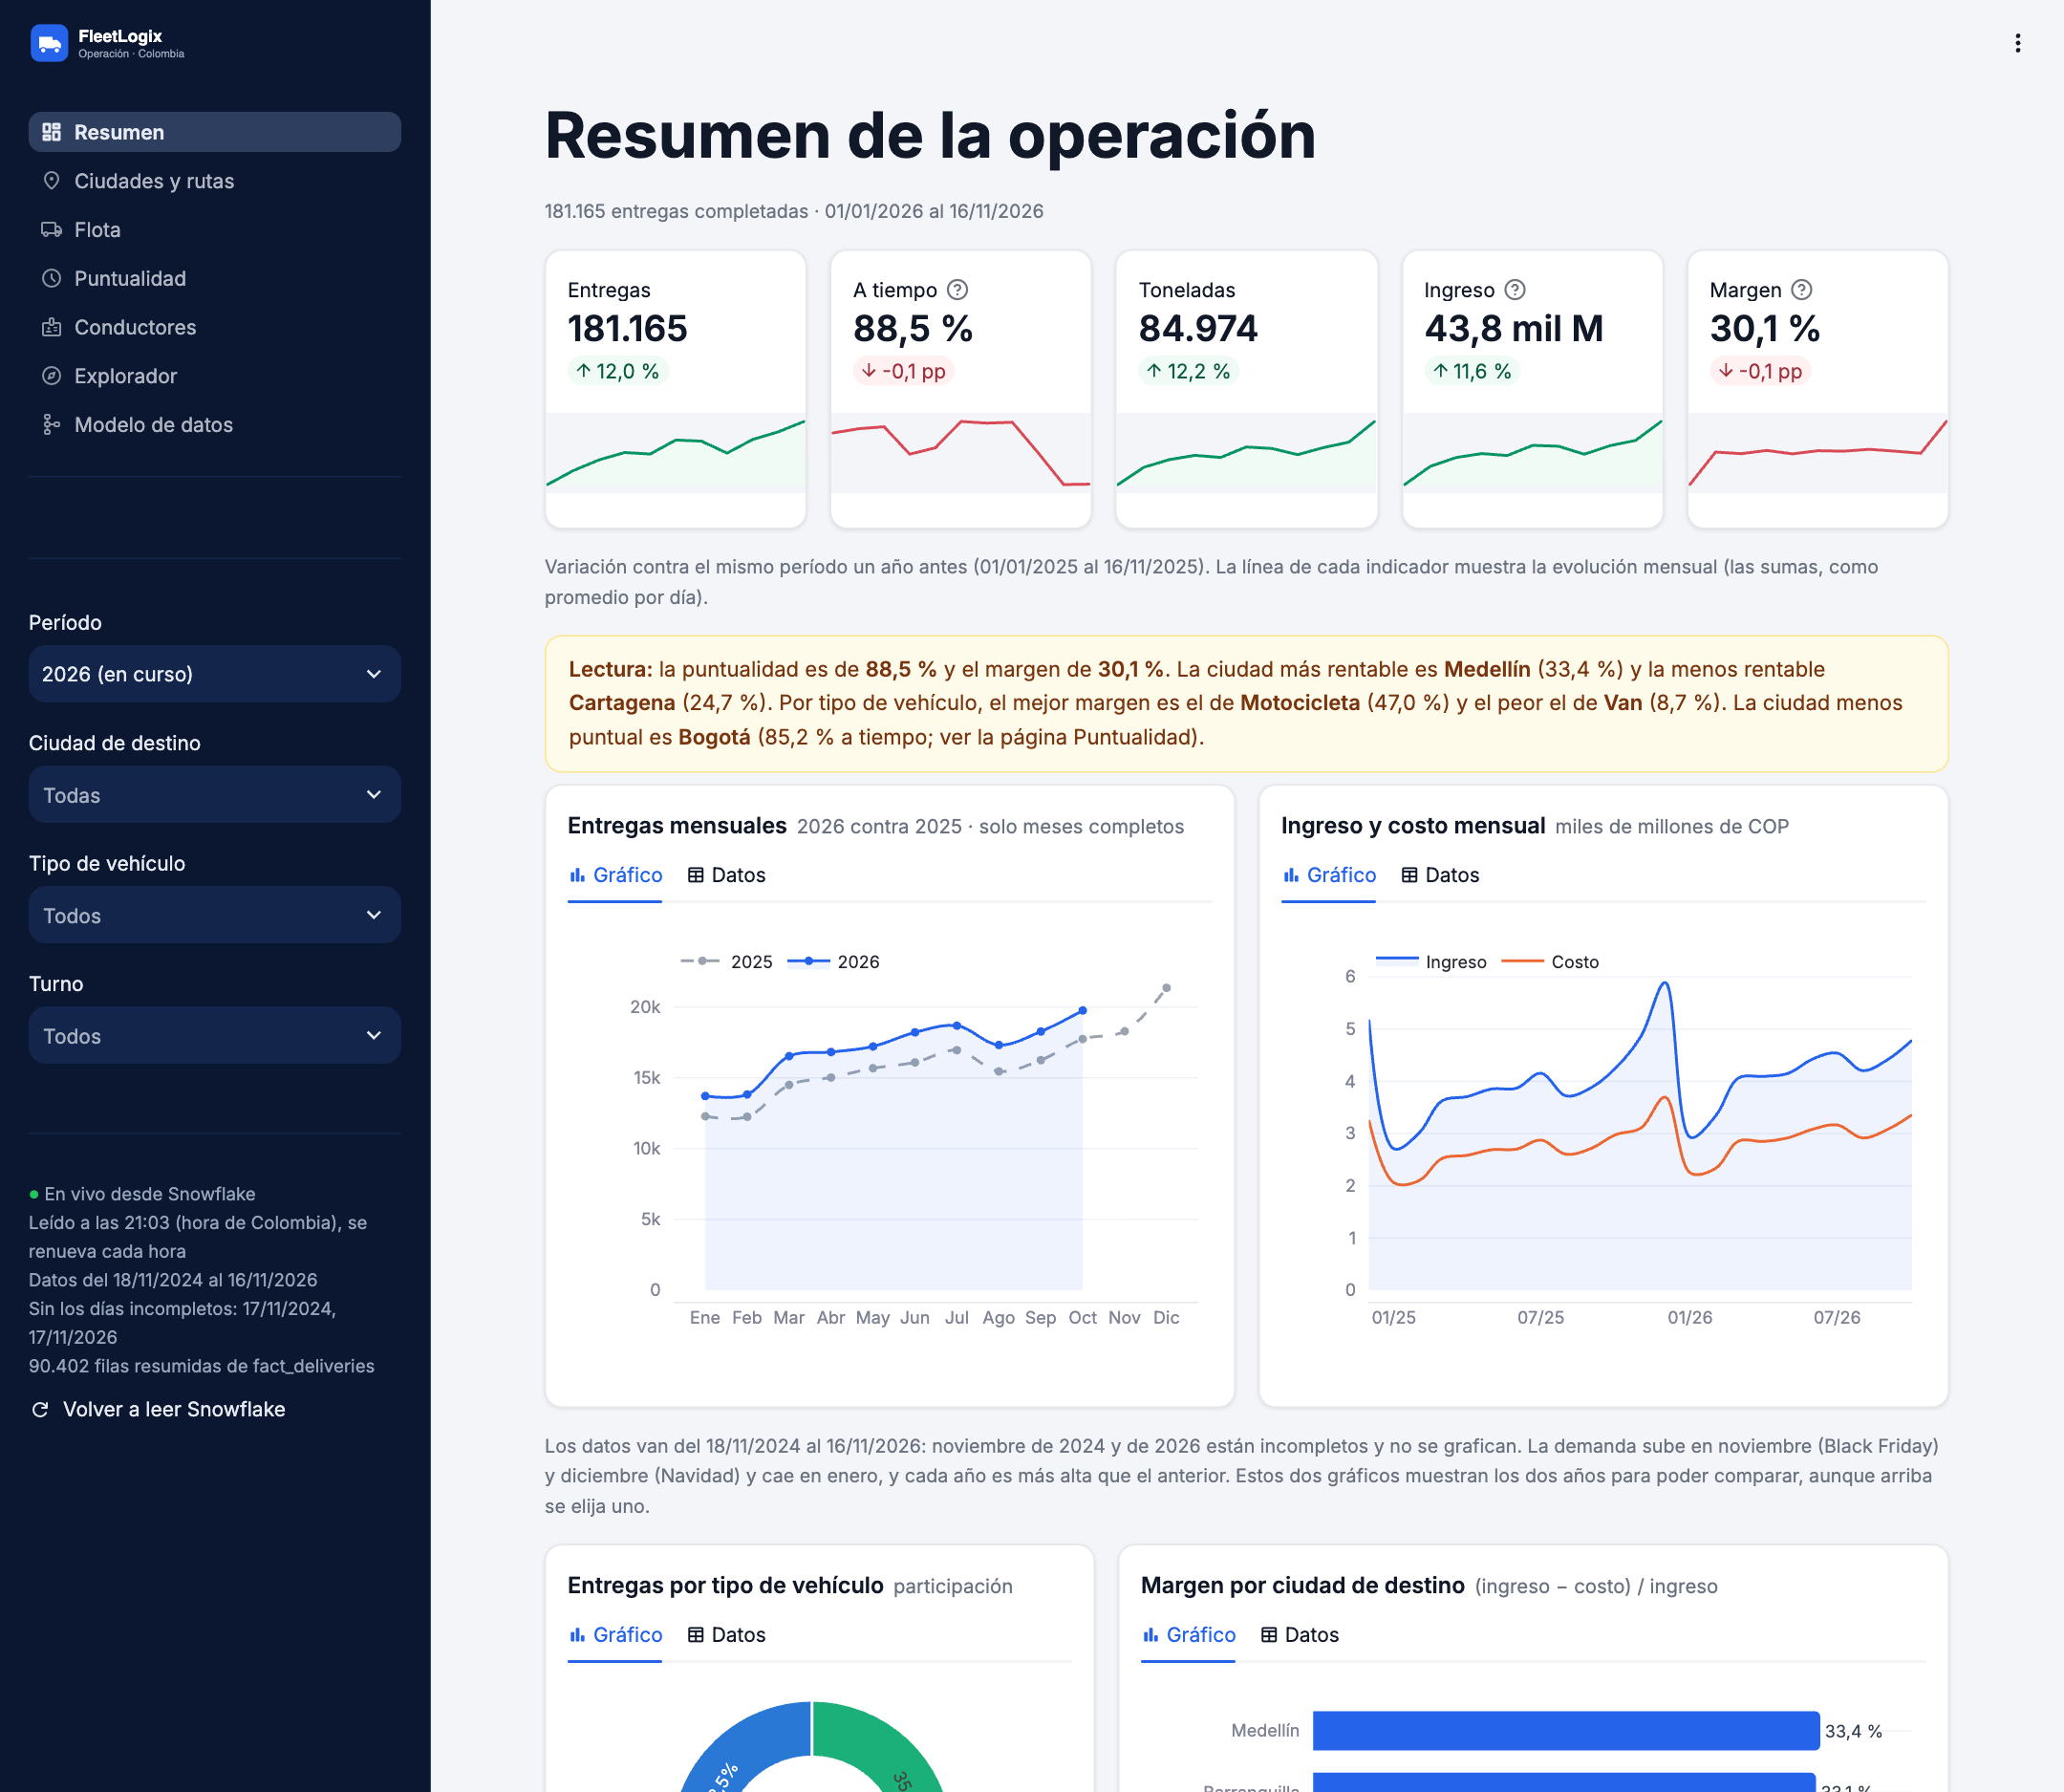 FleetLogix
Operación · Colombia
Resumen
Ciudades y rutas
Flota
Puntualidad
Conductores
Explorador
Modelo de datos
Período
2026 (en curso)
Ciudad de destino
Todas
Tipo de vehículo
Todos
Turno
Todos
En vivo desde Snowflake
Leído a las 21:03 (hora de Colombia), se
renueva cada hora
Datos del 18/11/2024 al 16/11/2026
Sin los días incompletos: 17/11/2024,
17/11/2026
90.402 filas resumidas de fact_deliveries
Volver a leer Snowflake
Resumen de la operación
181.165 entregas completadas · 01/01/2026 al 16/11/2026
Entregas
181.165
↑ 12,0 %
A tiempo ?
88,5 %
↓ -0,1 pp
Toneladas
84.974
↑ 12,2 %
Ingreso ?
43,8 mil M
↑ 11,6 %
Margen ?
30,1 %
↓ -0,1 pp
Variación contra el mismo período un año antes (01/01/2025 al 16/11/2025). La línea de cada indicador muestra la evolución mensual (las sumas, como
promedio por día).
Lectura: la puntualidad es de 88,5 % y el margen de 30,1 %. La ciudad más rentable es Medellín (33,4 %) y la menos rentable
Cartagena (24,7 %). Por tipo de vehículo, el mejor margen es el de Motocicleta (47,0 %) y el peor el de Van (8,7 %). La ciudad menos
puntual es Bogotá (85,2 % a tiempo; ver la página Puntualidad).
Entregas mensuales 2026 contra 2025 · solo meses completos
Gráfico Datos
2025 2026
20k
15k
10k
5k
0
Ene Feb Mar Abr May Jun Jul Ago Sep Oct Nov Dic
Ingreso y costo mensual miles de millones de COP
Gráfico Datos
Ingreso Costo
6
5
4
3
2
1
0
01/25 07/25 01/26 07/26
Los datos van del 18/11/2024 al 16/11/2026: noviembre de 2024 y de 2026 están incompletos y no se grafican. La demanda sube en noviembre (Black Friday)
y diciembre (Navidad) y cae en enero, y cada año es más alta que el anterior. Estos dos gráficos muestran los dos años para poder comparar, aunque arriba
se elija uno.
Entregas por tipo de vehículo participación
Gráfico Datos
Margen por ciudad de destino (ingreso – costo) / ingreso
Gráfico Datos
Medellín 33,4 %